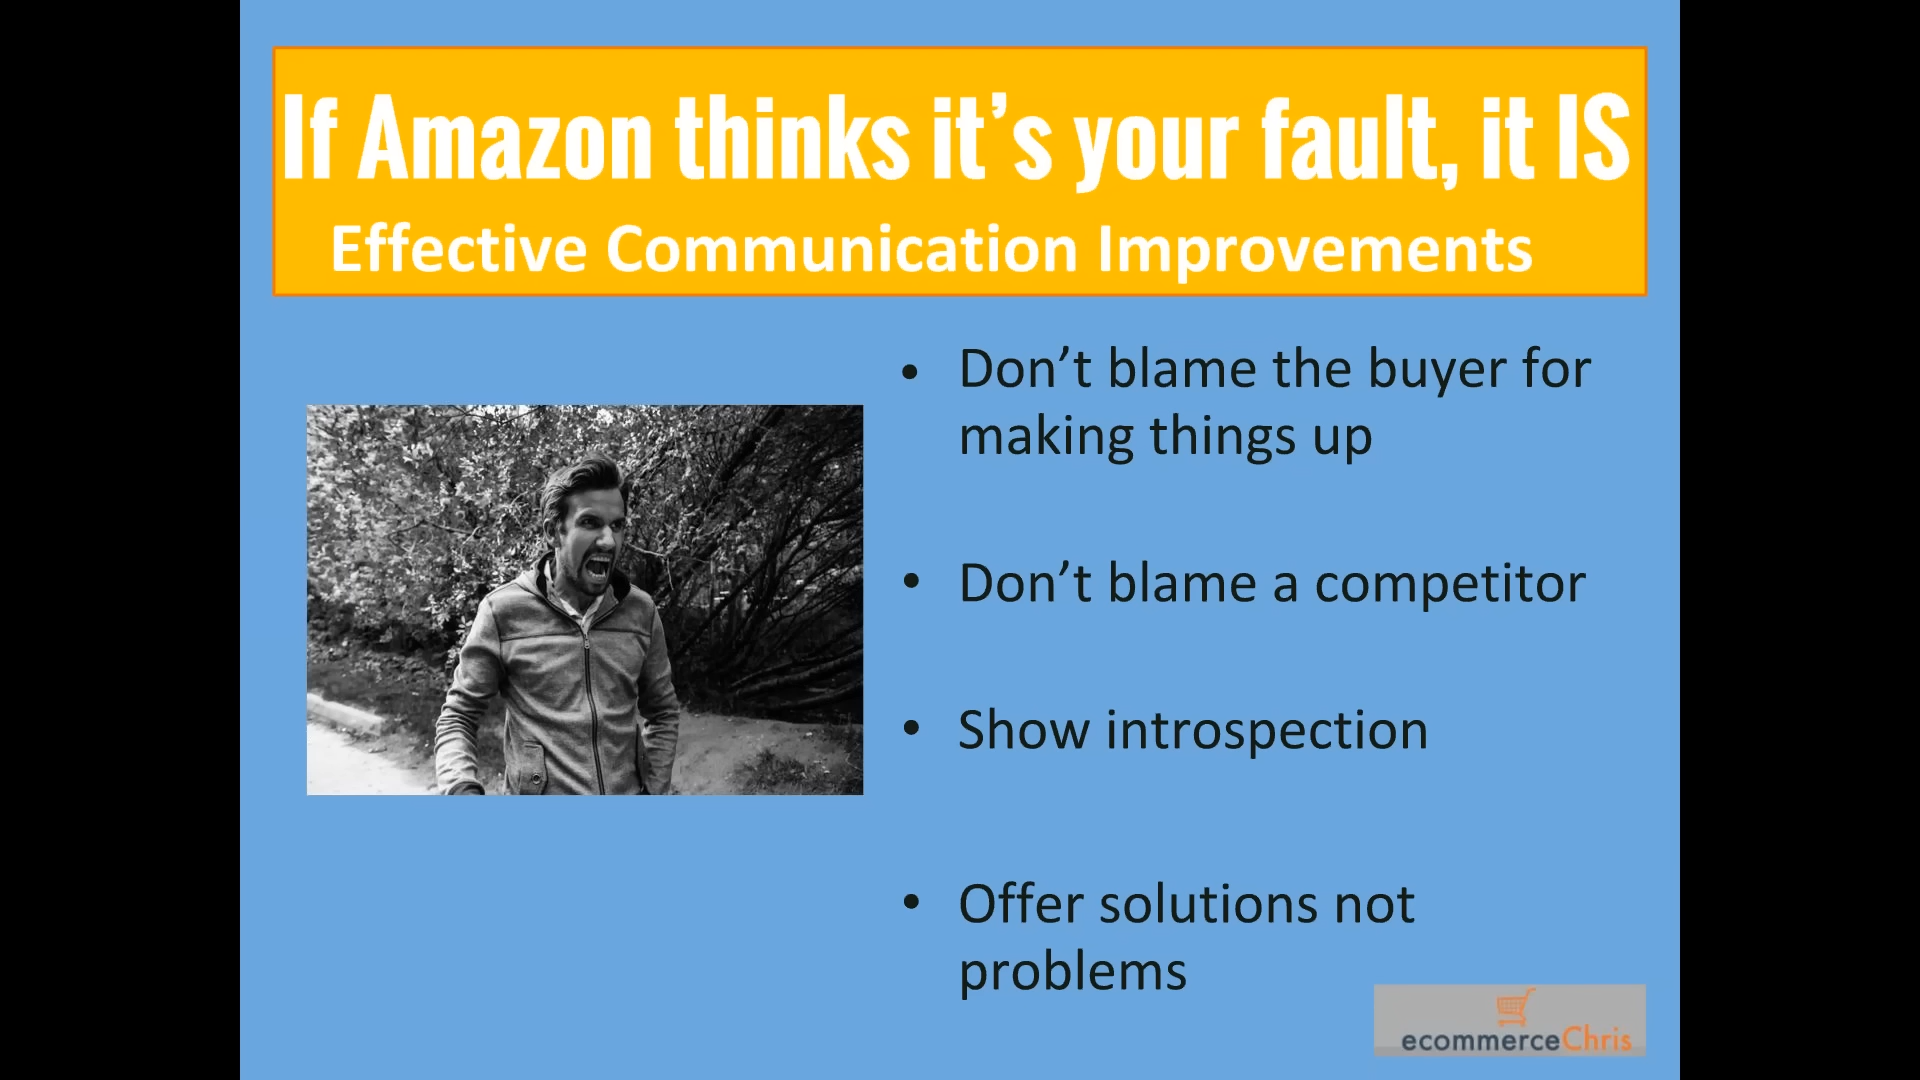 If Amazon thinks it’s your fault, it IS
Effective Communication Improvements
• Don’t blame the buyer for
making things up
• Don’t blame a competitor
• Show introspection
• Offer solutions not
problems
ecommerceChris